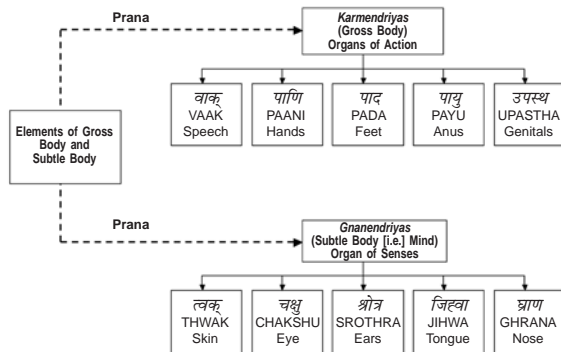 Prana
Karmendriyas
(Gross Body)
Organs of Action
वाक्
VAAK
Speech
पाणि
PAANI
Hands
पाद
PADA
Feet
पायु
PAYU
Anus
उपस्थ
UPASTHA
Genitals
Elements of Gross
Body and
Subtle Body
Prana
Gnanendriyas
(Subtle Body [i.e.] Mind)
Organ of Senses
त्वक्
THWAK
Skin
चक्षु
CHAKSHU
Eye
श्रोत्र
SROTHRA
Ears
जिह्वा
JIHWA
Tongue
घ्राण
GHRANA
Nose